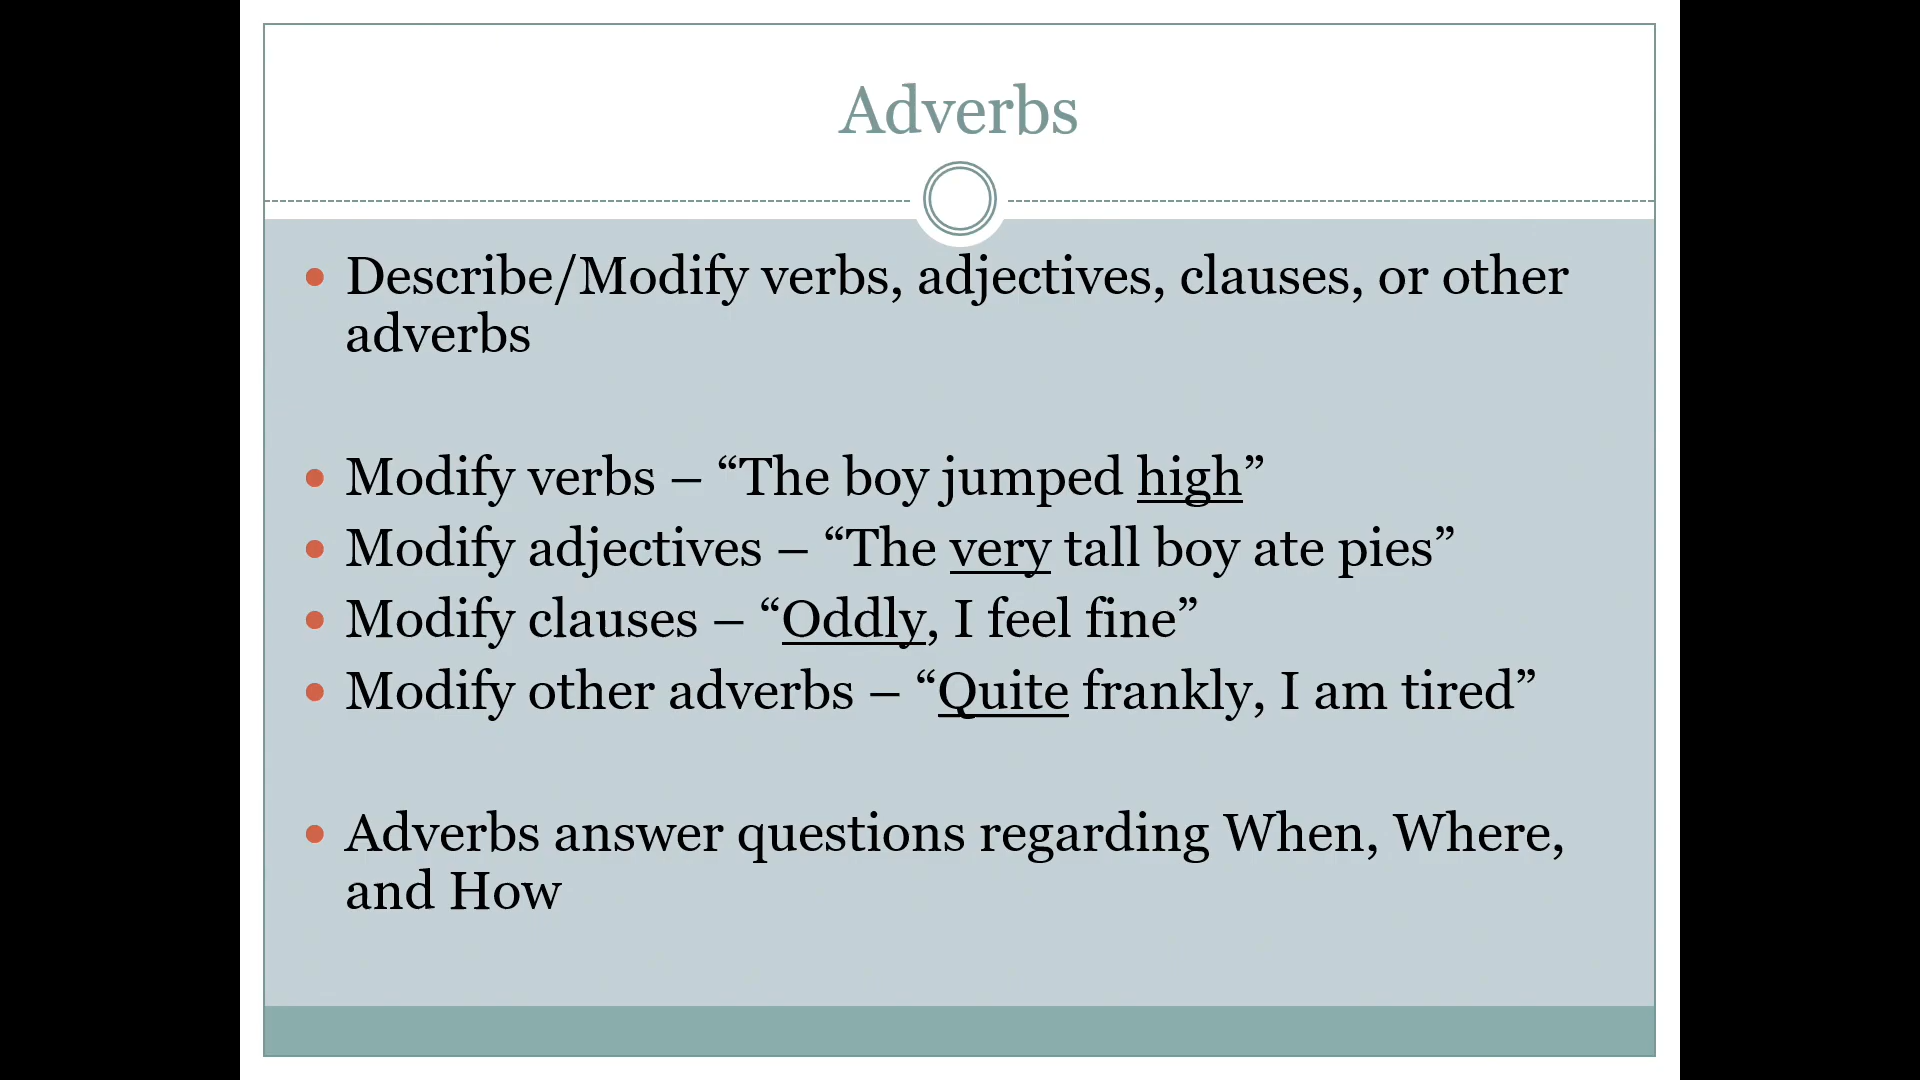 Adverbs
• Describe/Modify verbs, adjectives, clauses, or other
adverbs
• Modify verbs – “The boy jumped high”
• Modify adjectives – “The very tall boy ate pies”
• Modify clauses – “Oddly, I feel fine”
• Modify other adverbs – “Quite frankly, I am tired”
• Adverbs answer questions regarding When, Where,
and How